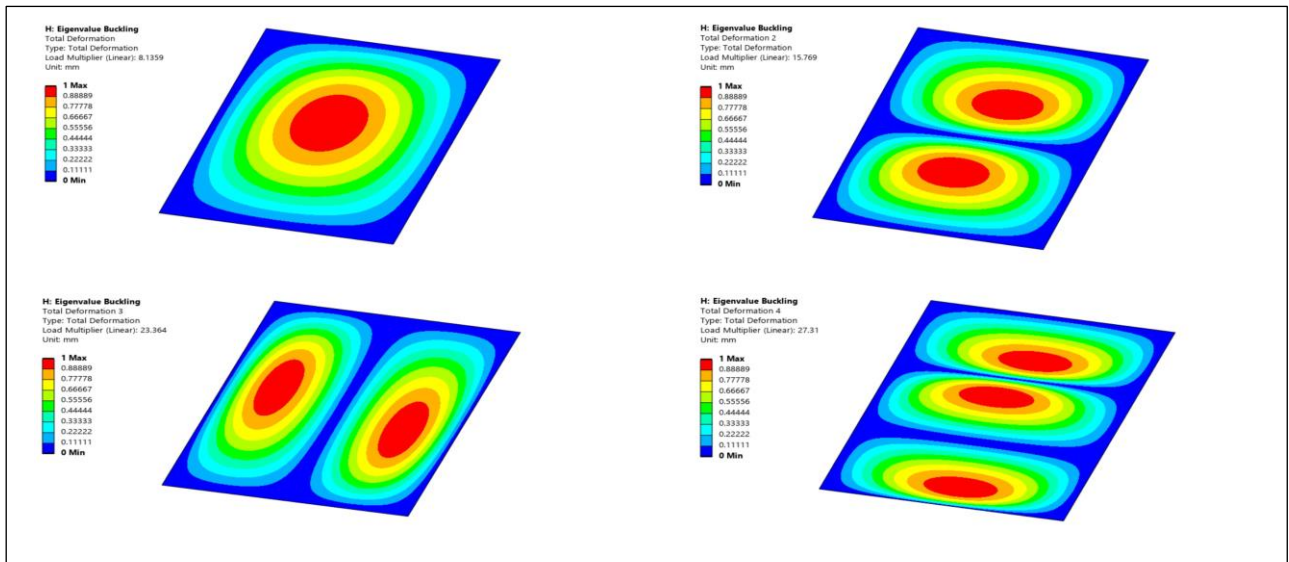 H: Eigenvalue Buckling
Total Deformation
Type: Total Deformation
Load Multiplier (Linear): 8.1359
Unit: mm
1 Max
0.88889
0.77778
0.66667
0.55556
0.44444
0.33333
0.22222
0.11111
0 Min
H: Eigenvalue Buckling
Total Deformation 2
Type: Total Deformation
Load Multiplier (Linear): 15.769
Unit: mm
1 Max
0.88889
0.77778
0.66667
0.55556
0.44444
0.33333
0.22222
0.11111
0 Min
H: Eigenvalue Buckling
Total Deformation 3
Type: Total Deformation
Load Multiplier (Linear): 23.364
Unit: mm
1 Max
0.88889
0.77778
0.66667
0.55556
0.44444
0.33333
0.22222
0.11111
0 Min
H: Eigenvalue Buckling
Total Deformation 4
Type: Total Deformation
Load Multiplier (Linear): 27.31
Unit: mm
1 Max
0.88889
0.77778
0.66667
0.55556
0.44444
0.33333
0.22222
0.11111
0 Min